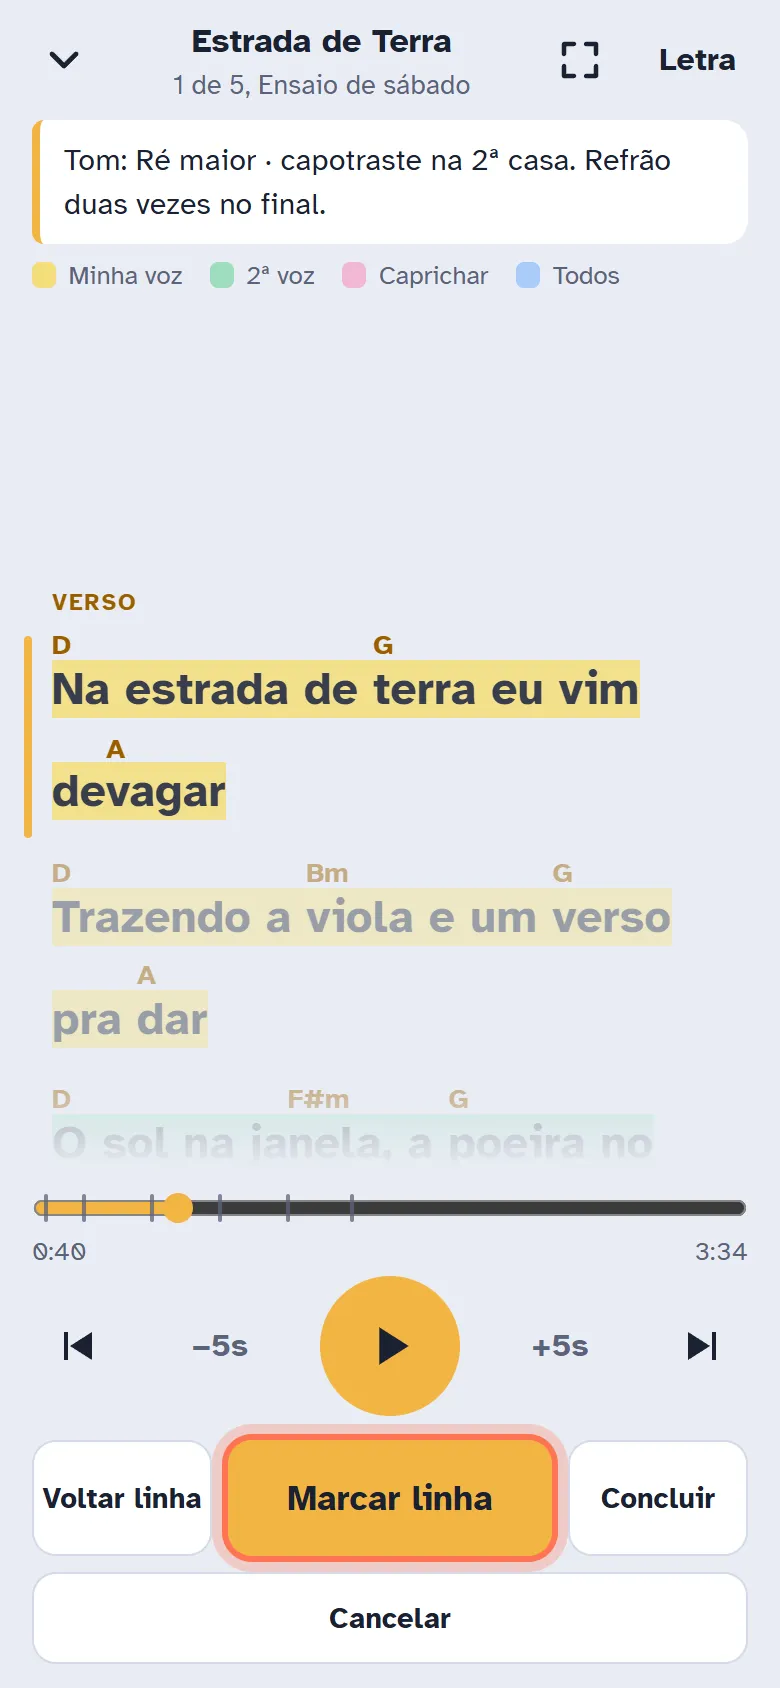 Estrada de Terra
1 de 5, Ensaio de sábado
Letra
Tom: Ré maior · capotraste na 2ª casa. Refrão
duas vezes no final.
Minha voz 2ª voz Caprichar Todos
VERSO
D G
Na estrada de terra eu vim
A
devagar
D Bm G
Trazendo a viola e um verso
A
pra dar
D F#m G
O sol na janela, a poeira no
0:40 3:34
−5s +5s
Voltar linha Marcar linha Concluir
Cancelar